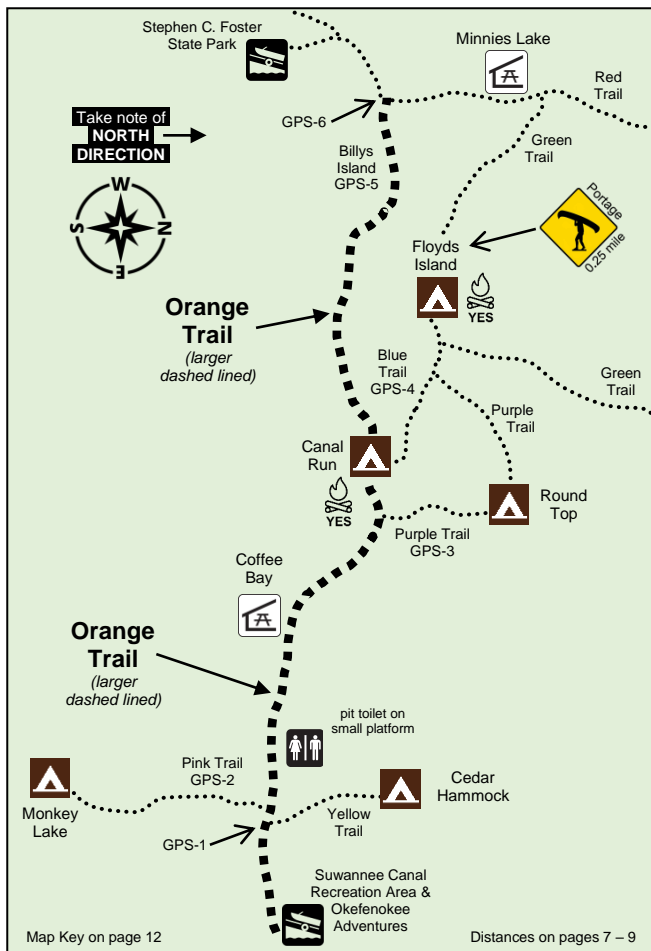 Stephen C. Foster
State Park
Minnies Lake
Red
Trail
Take note of
NORTH
DIRECTION
GPS-6
Green
Trail
Billys
Island
GPS-5
W
S
N
E
Portage
0.25 mile
Floyds
Island
YES
Orange
Trail
(larger
dashed lined)
Blue
Trail
GPS-4
Green
Trail
Purple
Trail
Canal
Run
YES
Round
Top
Purple Trail
GPS-3
Coffee
Bay
Orange
Trail
(larger
dashed lined)
pit toilet on
small platform
Pink Trail
GPS-2
Monkey
Lake
Cedar
Hammock
Yellow
Trail
GPS-1
Suwannee Canal
Recreation Area &
Okefenokee
Adventures
Map Key on page 12
Distances on pages 7 – 9